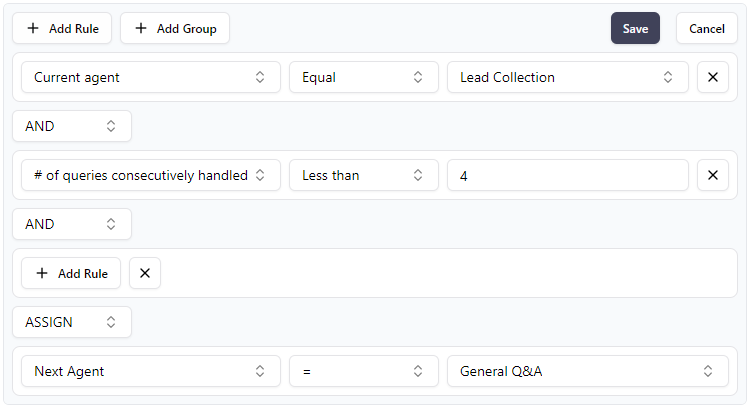 + Add Rule + Add Group Save Cancel
Current agent Equal Lead Collection
AND
# of queries consecutively handled Less than 4
AND
+ Add Rule
ASSIGN
Next Agent = General Q&A